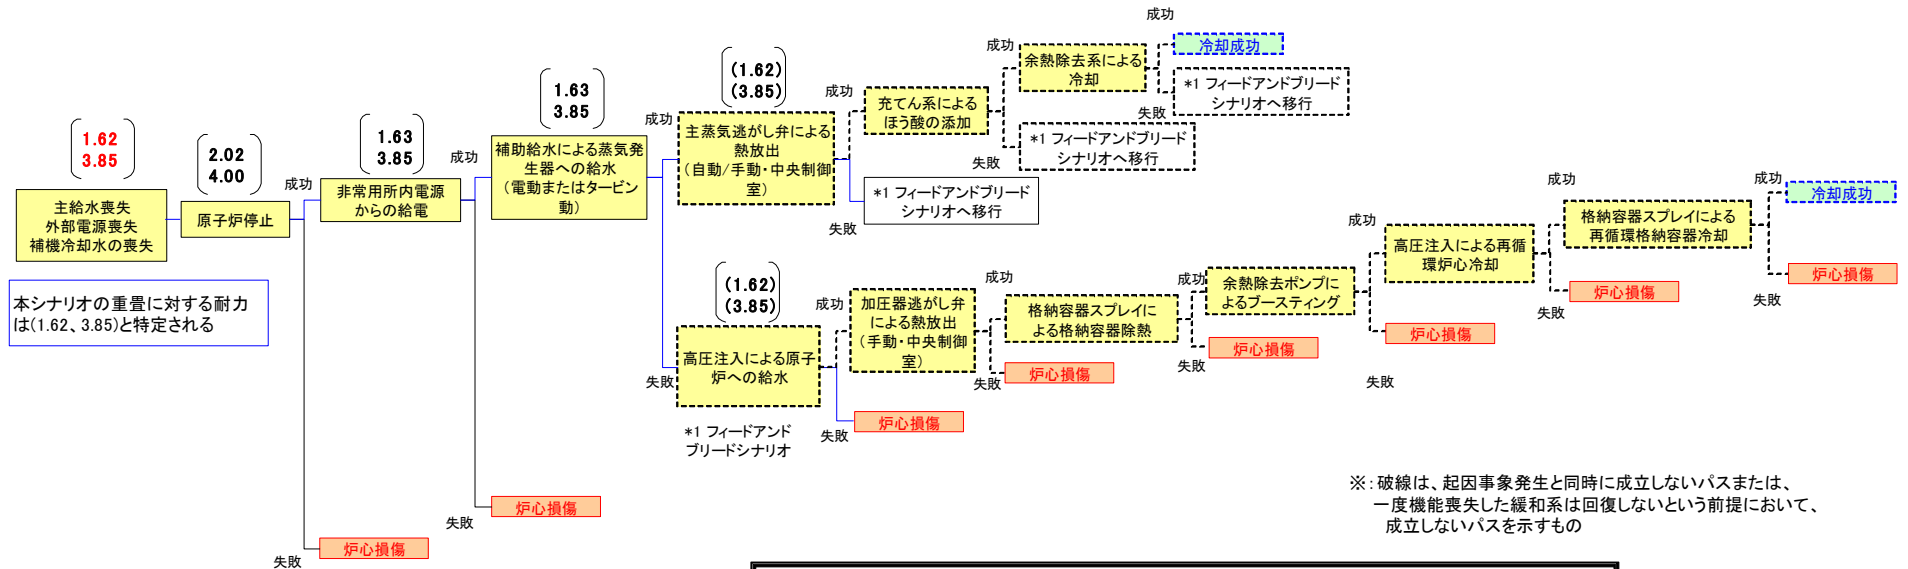 成功
成功
冷却成功
余熱除去系による
冷却
(1.62)
(3.85)
成功
*1 フィードアンドブリード
シナリオへ移行
失敗
1.63
3.85
成功
充てん系による
ほう酸の添加
主蒸気逃がし弁による
熱放出
(自動/手動・中央制御
室)
*1 フィードアンドブリード
シナリオへ移行
失敗
1.62
3.85
2.02
4.00
1.63
3.85
成功
補助給水による蒸気発
生器への給水
(電動またはタービン
動)
成功
非常用所内電源
からの給電
*1 フィードアンドブリード
シナリオへ移行
失敗
主給水喪失
外部電源喪失
補機冷却水の喪失
原子炉停止
成功
成功
冷却成功
成功
格納容器スプレイによる
再循環格納容器冷却
成功
高圧注入による再循
環炉心冷却
炉心損傷
失敗
本シナリオの重畳に対する耐力
は(1.62、3.85)と特定される
(1.62)
(3.85)
成功
成功
余熱除去ポンプに
よるブースティング
炉心損傷
失敗
成功
加圧器逃がし弁
による熱放出
(手動・中央制御
室)
格納容器スプレイに
よる格納容器除熱
炉心損傷
失敗
高圧注入による原子
炉への給水
失敗
炉心損傷
失敗
炉心損傷
失敗
炉心損傷
失敗
*1 フィードアンド
ブリードシナリオ
※:破線は、起因事象発生と同時に成立しないパスまたは、
一度機能喪失した緩和系は回復しないという前提において、
成立しないパスを示すもの
炉心損傷
失敗
炉心損傷
失敗